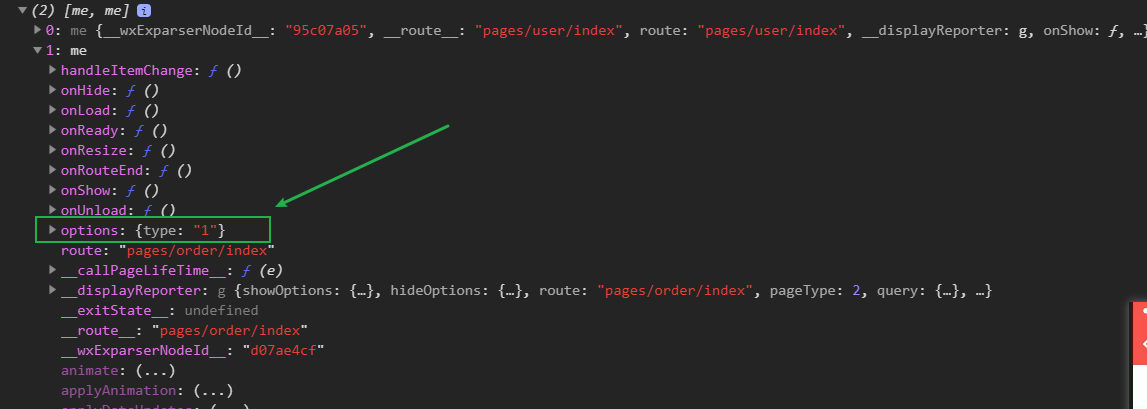 (2) [me, me] i
0: me {__wxExparserNodeId__: "95c07a05", __route__: "pages/user/index", route: "pages/user/index", __displayReporter: g, onShow: ƒ, …}
1: me
handleItemChange: ƒ ()
onHide: ƒ ()
onLoad: ƒ ()
onReady: ƒ ()
onResize: ƒ ()
onRouteEnd: ƒ ()
onShow: ƒ ()
onUnload: ƒ ()
options: {type: "1"}
route: "pages/order/index"
__callPageLifeTime__: ƒ (e)
__displayReporter: g {showOptions: {…}, hideOptions: {…}, route: "pages/order/index", pageType: 2, query: {…}, …}
__exitState__: undefined
__route__: "pages/order/index"
__wxExparserNodeId__: "d07ae4cf"
animate: (...)
applyAnimation: (...)